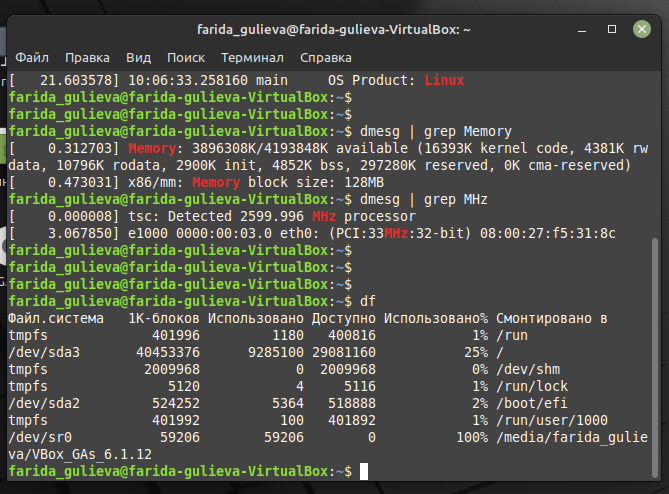 farida_gulieva@farida-gulieva-VirtualBox: ~
Файл Правка Вид Поиск Терминал Справка
[   21.603578] 10:06:33.258160 main     OS Product: Linux
farida_gulieva@farida-gulieva-VirtualBox:~$
farida_gulieva@farida-gulieva-VirtualBox:~$
farida_gulieva@farida-gulieva-VirtualBox:~$ dmesg | grep Memory
[    0.312703] Memory: 3896308K/4193848K available (16393K kernel code, 4381K rw
data, 10796K rodata, 2900K init, 4852K bss, 297280K reserved, 0K cma-reserved)
[    0.473031] x86/mm: Memory block size: 128MB
farida_gulieva@farida-gulieva-VirtualBox:~$ dmesg | grep MHz
[    0.000008] tsc: Detected 2599.996 MHz processor
[    3.067850] e1000 0000:00:03.0 eth0: (PCI:33MHz:32-bit) 08:00:27:f5:31:8c
farida_gulieva@farida-gulieva-VirtualBox:~$
farida_gulieva@farida-gulieva-VirtualBox:~$
farida_gulieva@farida-gulieva-VirtualBox:~$
farida_gulieva@farida-gulieva-VirtualBox:~$ df
Файл.система   1K-блоков Использовано Доступно Использовано% Смонтировано в
tmpfs             401996         1180   400816            1% /run
/dev/sda3       40453376      9285100 29081160           25% /
tmpfs            2009968            0  2009968            0% /dev/shm
tmpfs               5120            4     5116            1% /run/lock
/dev/sda2         524252         5364   518888            2% /boot/efi
tmpfs             401992          100   401892            1% /run/user/1000
/dev/sr0           59206        59206        0          100% /media/farida_gulie
va/VBox_GAs_6.1.12
farida_gulieva@farida-gulieva-VirtualBox:~$